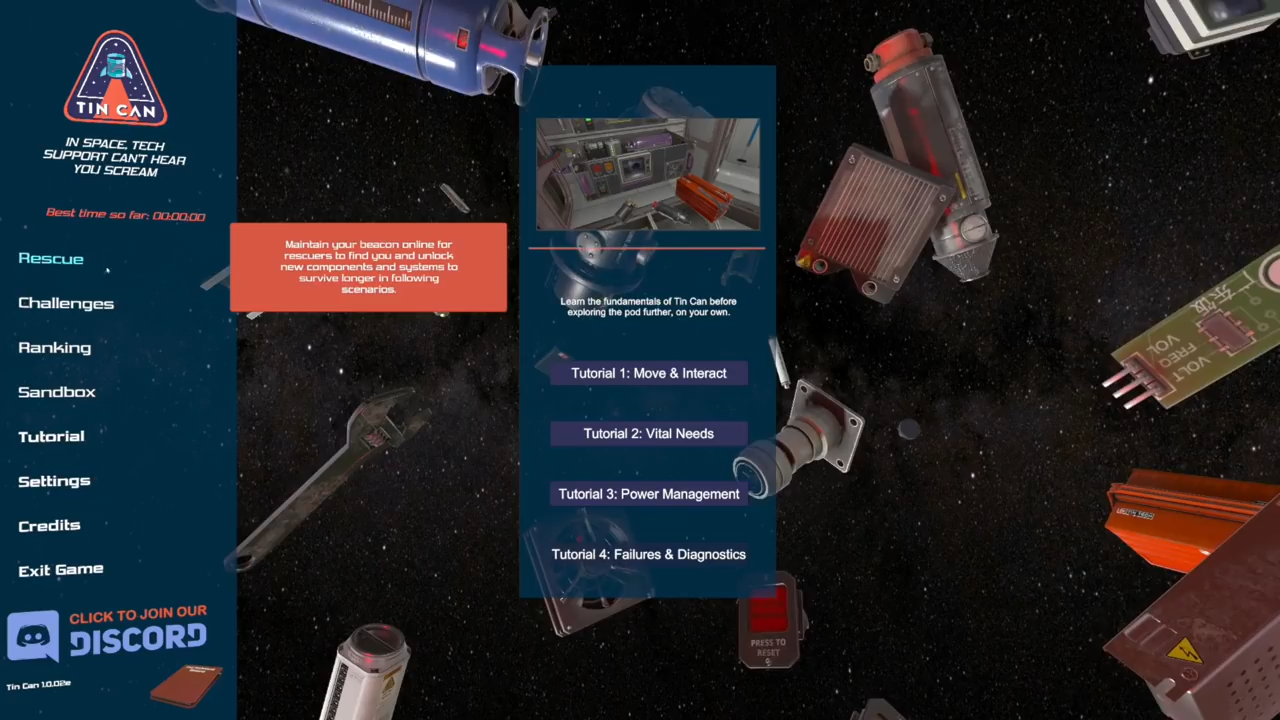 TIN CAN
IN SPACE, TECH
SUPPORT CAN'T HEAR
YOU SCREAM
Best time so far: 00:00:00
Rescue
Challenges
Ranking
Sandbox
Tutorial
Settings
Credits
Exit Game
CLICK TO JOIN OUR
DISCORD
Tin Can 1.0.02e
Maintain your beacon online for
rescuers to find you and unlock
new components and systems to
survive longer in following
scenarios.
Learn the fundamentals of Tin Can before
exploring the pod further, on your own.
Tutorial 1: Move & Interact
Tutorial 2: Vital Needs
Tutorial 3: Power Management
Tutorial 4: Failures & Diagnostics
PRESS TO
RESET
VOL
FREQ
VOLT